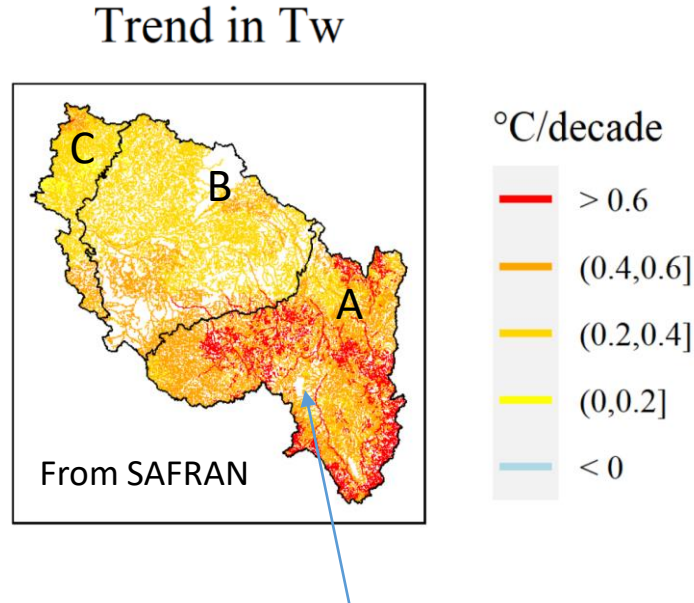 Trend in Tw
C
B
A
From SAFRAN
°C/decade
> 0.6
(0.4,0.6]
(0.2,0.4]
(0,0.2]
< 0